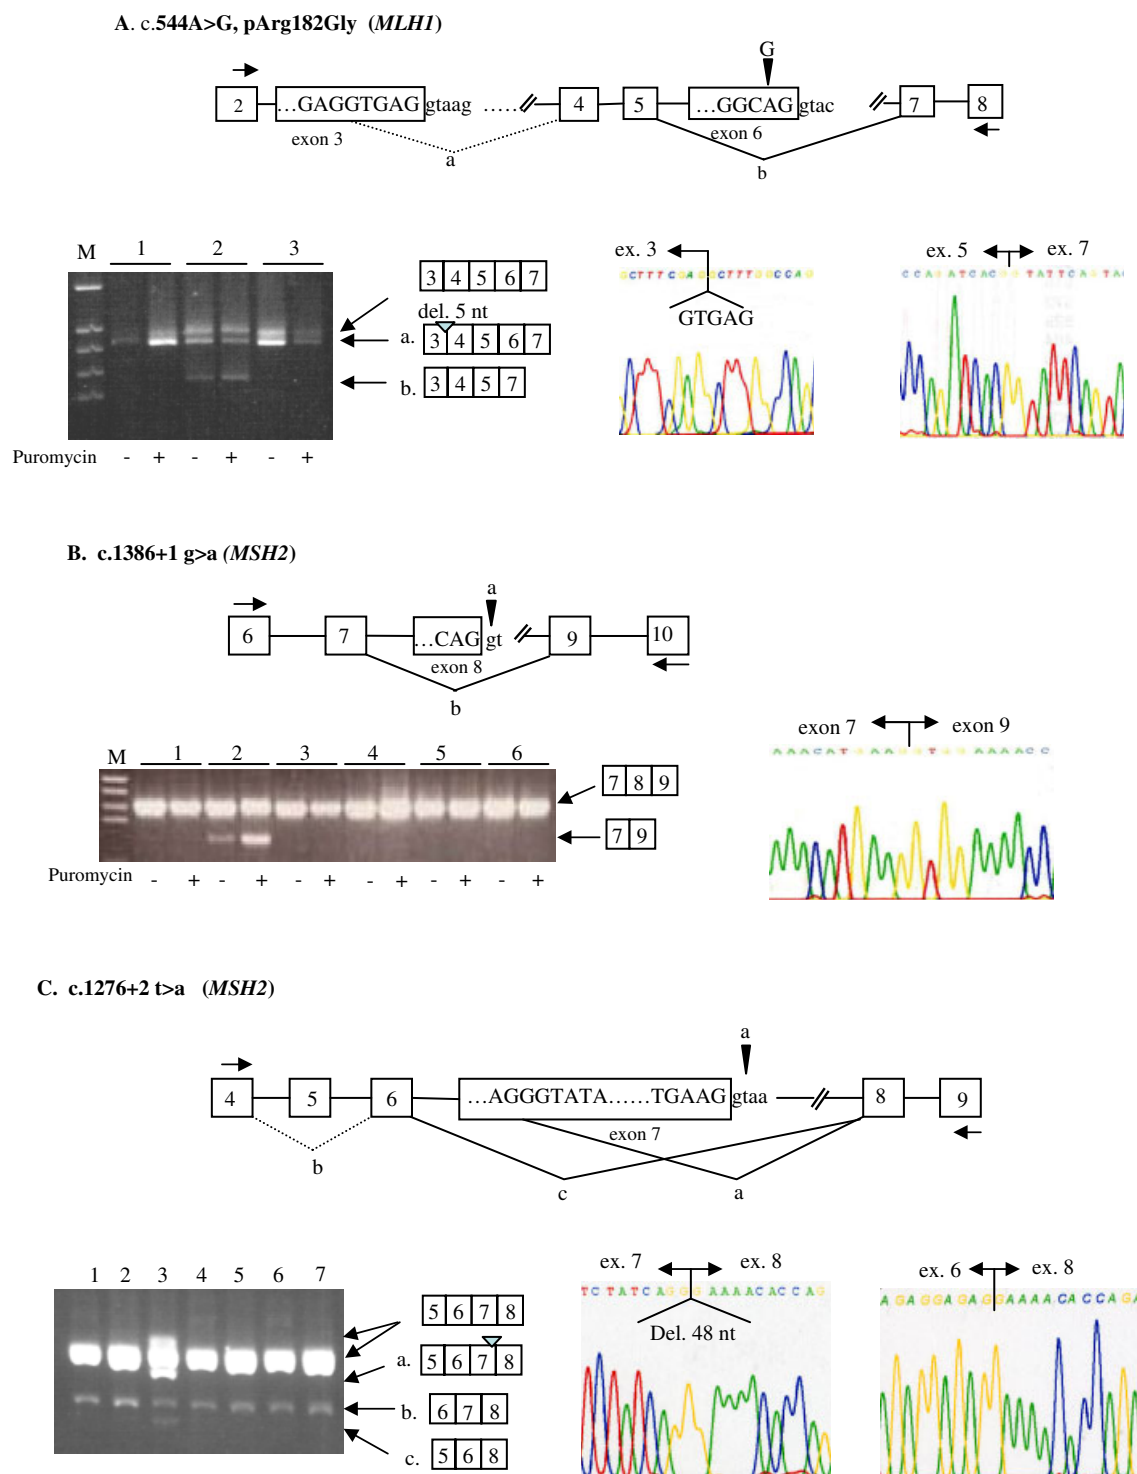 A. c.544A>G, pArg182Gly (MLH1)
G
2 …GAGGTGAG gtaag …… 4 5 …GGCAG gtac 7 8
exon 3 exon 6
a b
M 1 2 3
3 4 5 6 7
del. 5 nt
a. 3 4 5 6 7
b. 3 4 5 7
Puromycin - + - + - +
ex. 3
GCTTTCGAGGCTTTGGCCAG
GTGAG
ex. 5 ex. 7
CCAGATCACGGTATTCAGTA
B. c.1386+1 g>a (MSH2)
a
6 7 …CAG gt 9 10
exon 8
b
M 1 2 3 4 5 6
7 8 9
7 9
Puromycin - + - + - + - + - + - +
exon 7 exon 9
C. c.1276+2 t>a (MSH2)
a
4 5 6 …AGGGTATA……TGAAG gtaa 8 9
exon 7
b c a
1 2 3 4 5 6 7
5 6 7 8
a. 5 6 7 8
b. 6 7 8
c. 5 6 8
ex. 7 ex. 8
TCTATCAGGGAAAACACCAG
Del. 48 nt
ex. 6 ex. 8
AGAGGAGAGGAAAACACCAGA